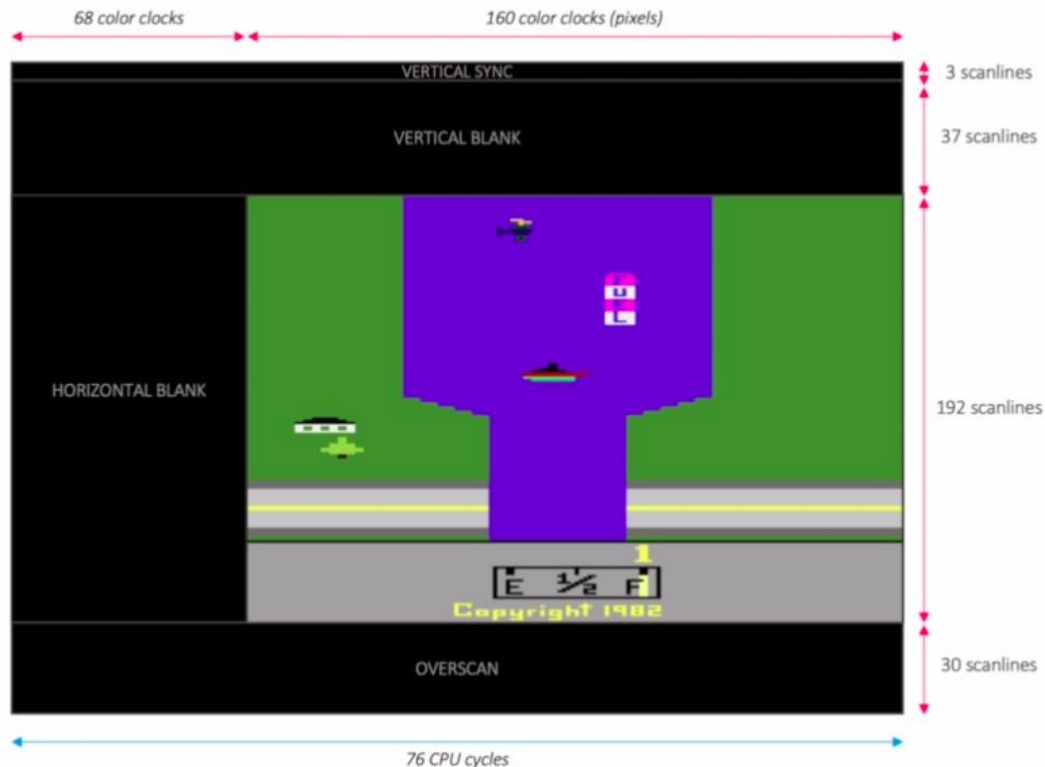 68 color clocks
160 color clocks (pixels)
VERTICAL SYNC
3 scanlines
VERTICAL BLANK
37 scanlines
U
L
HORIZONTAL BLANK
192 scanlines
1
E 1/2 F
Copyright 1982
OVERSCAN
30 scanlines
76 CPU cycles